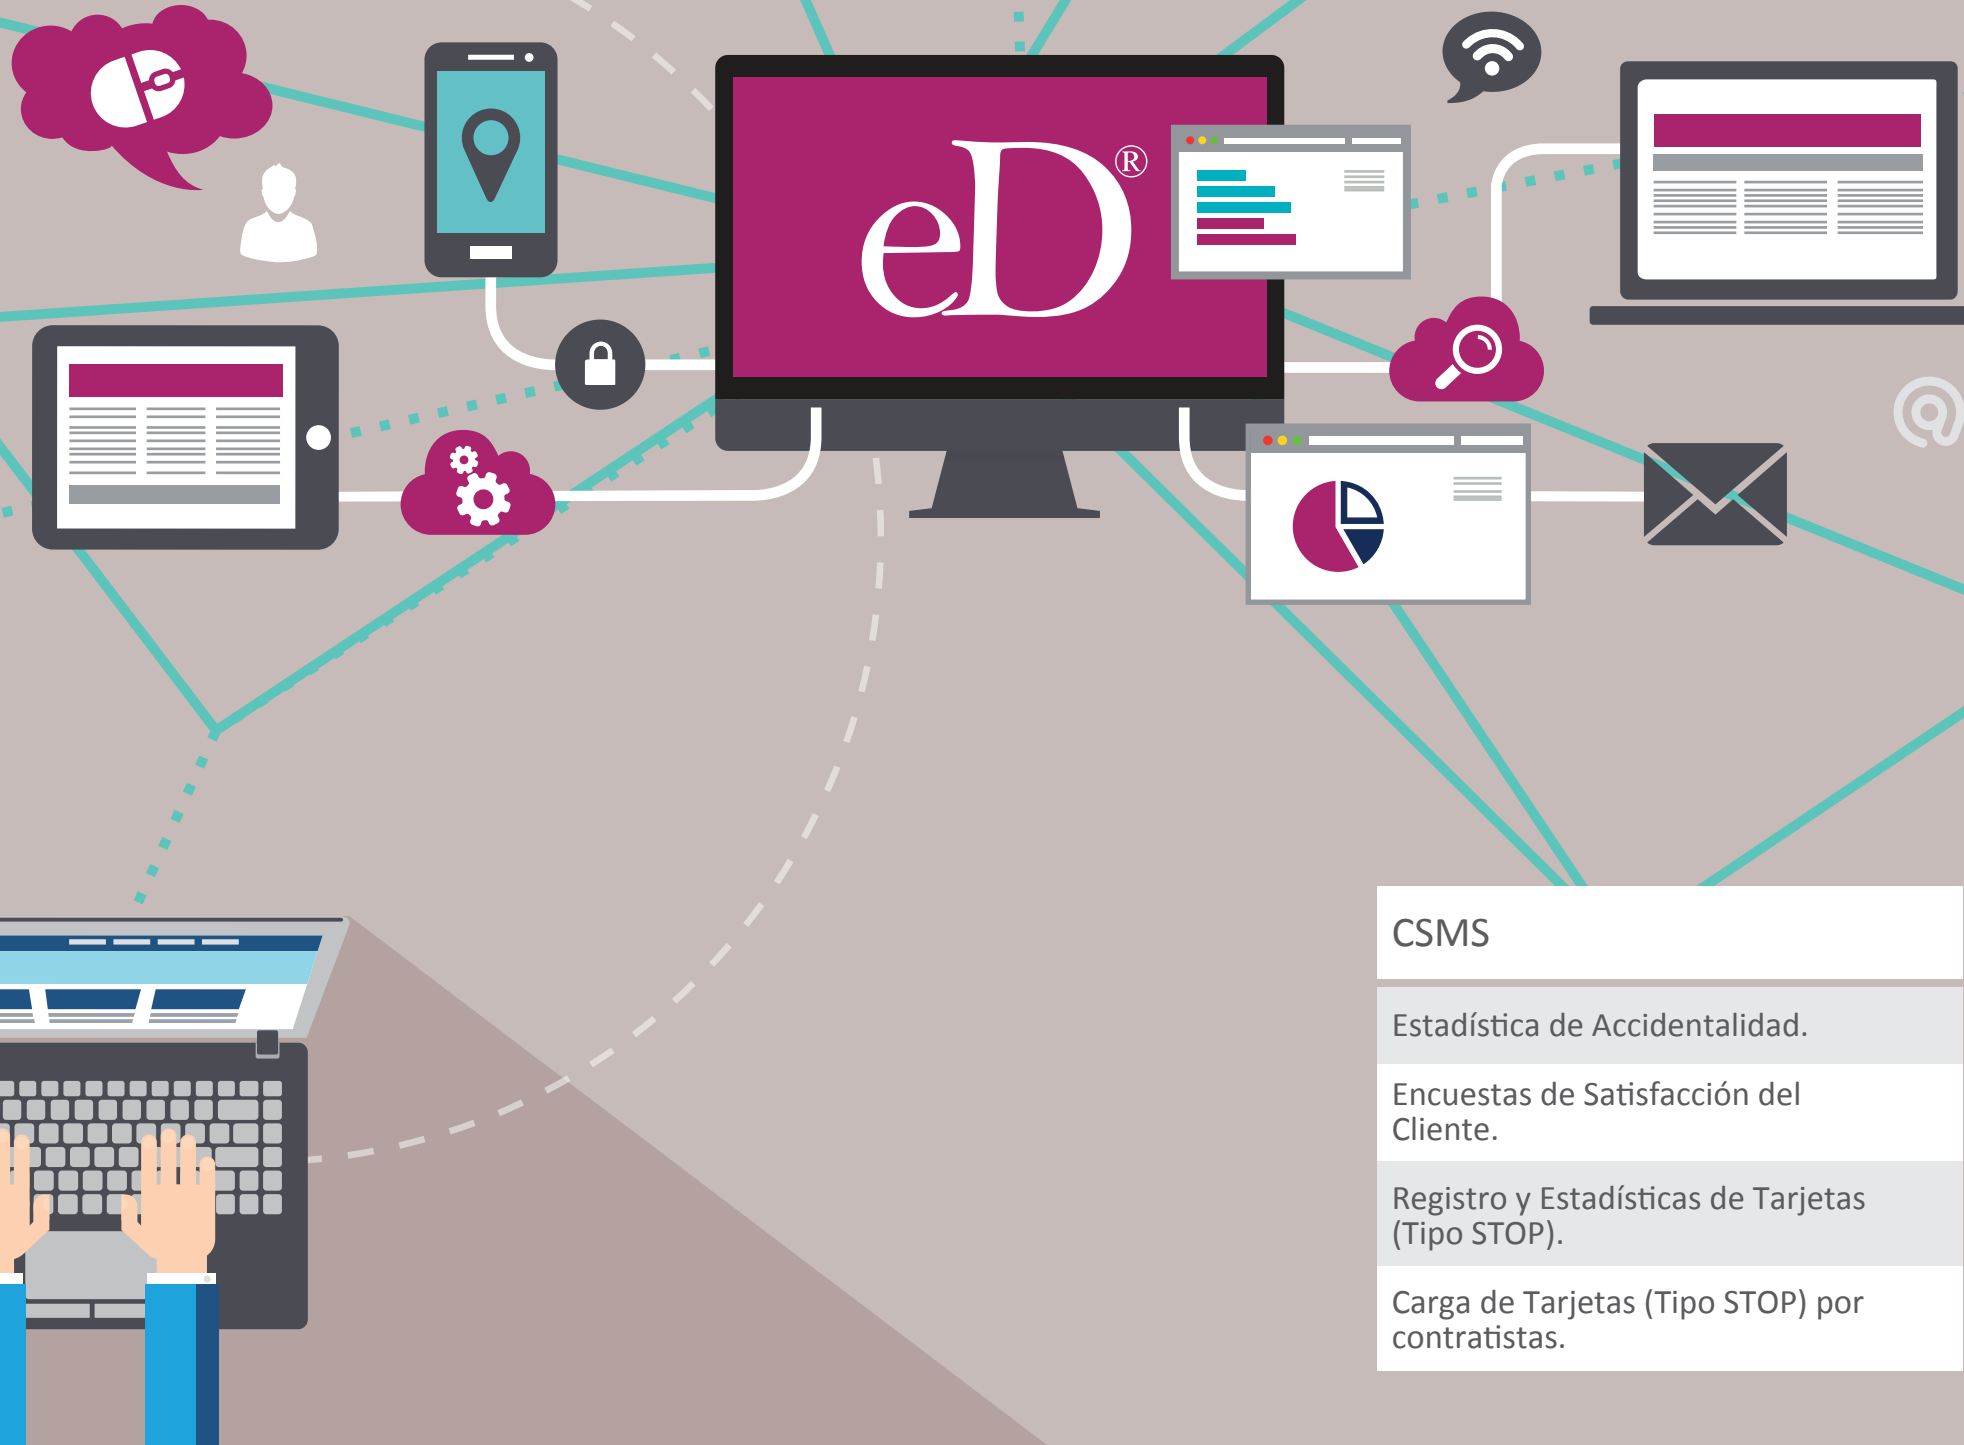 eD®
CSMS
Estadística de Accidentalidad.
Encuestas de Satisfacción del
Cliente.
Registro y Estadísticas de Tarjetas
(Tipo STOP).
Carga de Tarjetas (Tipo STOP) por
contratistas.